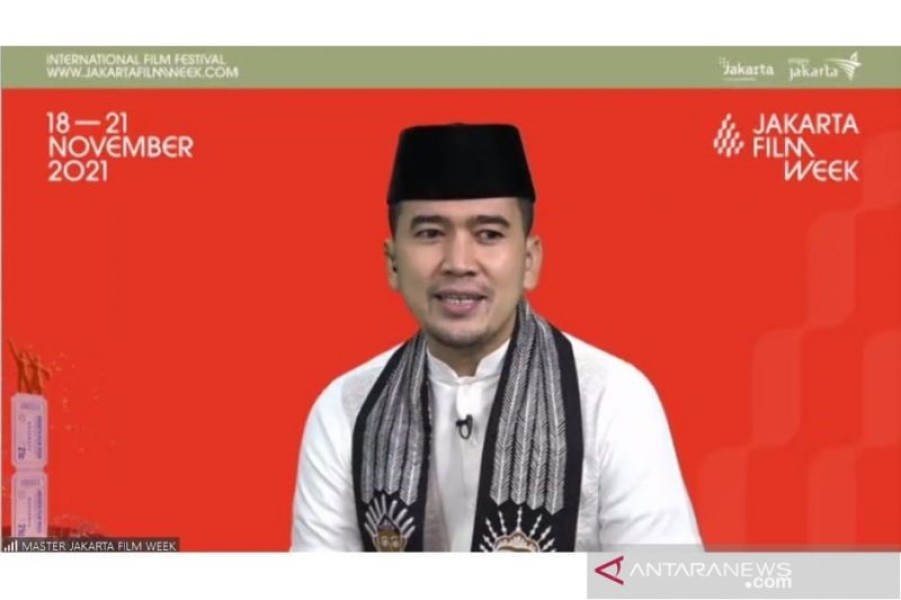 INTERNATIONAL FILM FESTIVAL
WWW.JAKARTAFILMWEEK.COM
Jakarta
enjoy jakarta
18 — 21
NOVEMBER
2021
JAKARTA
FILM
WEEK
MASTER JAKARTA FILM WEEK
ANTARANEWS
.com